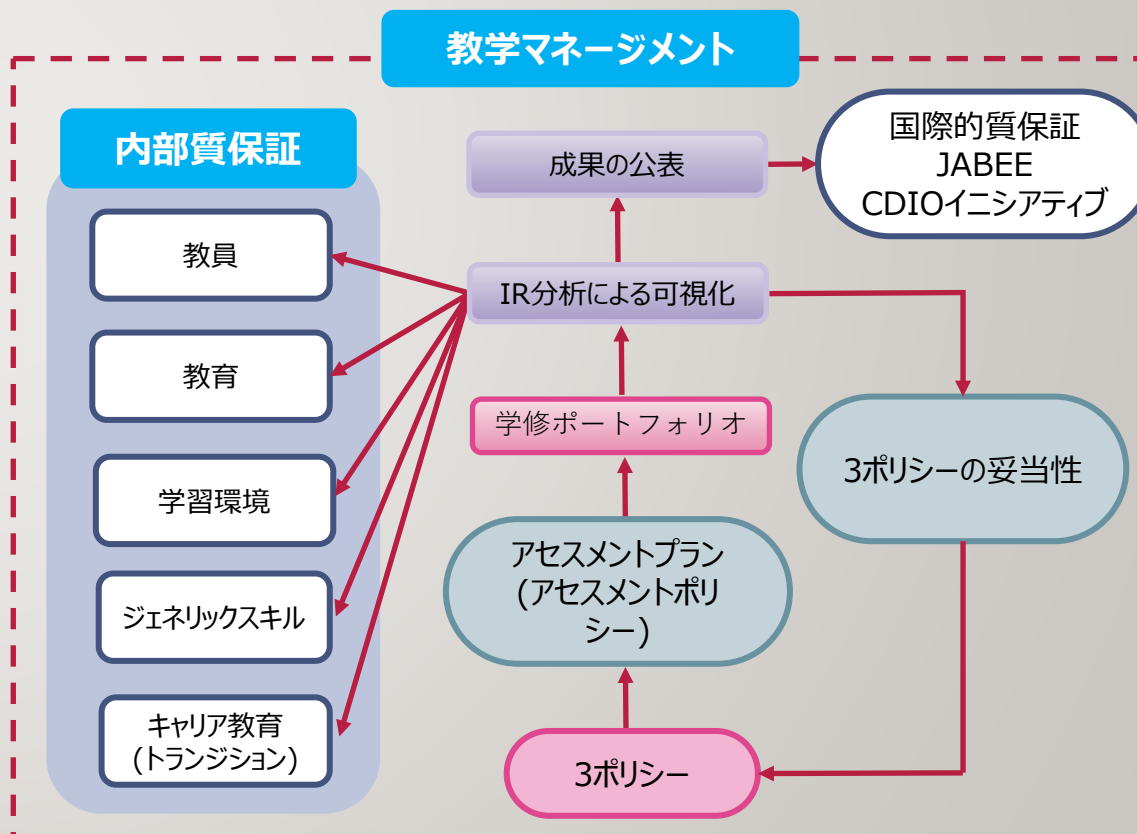 教学マネージメント
内部質保証
教員
教育
学習環境
ジェネリックスキル
キャリア教育
(トランジション)
成果の公表
IR分析による可視化
学修ポートフォリオ
アセスメントプラン
(アセスメントポリ
シー)
3ポリシー
国際的質保証
JABEE
CDIOイニシアティブ
3ポリシーの妥当性